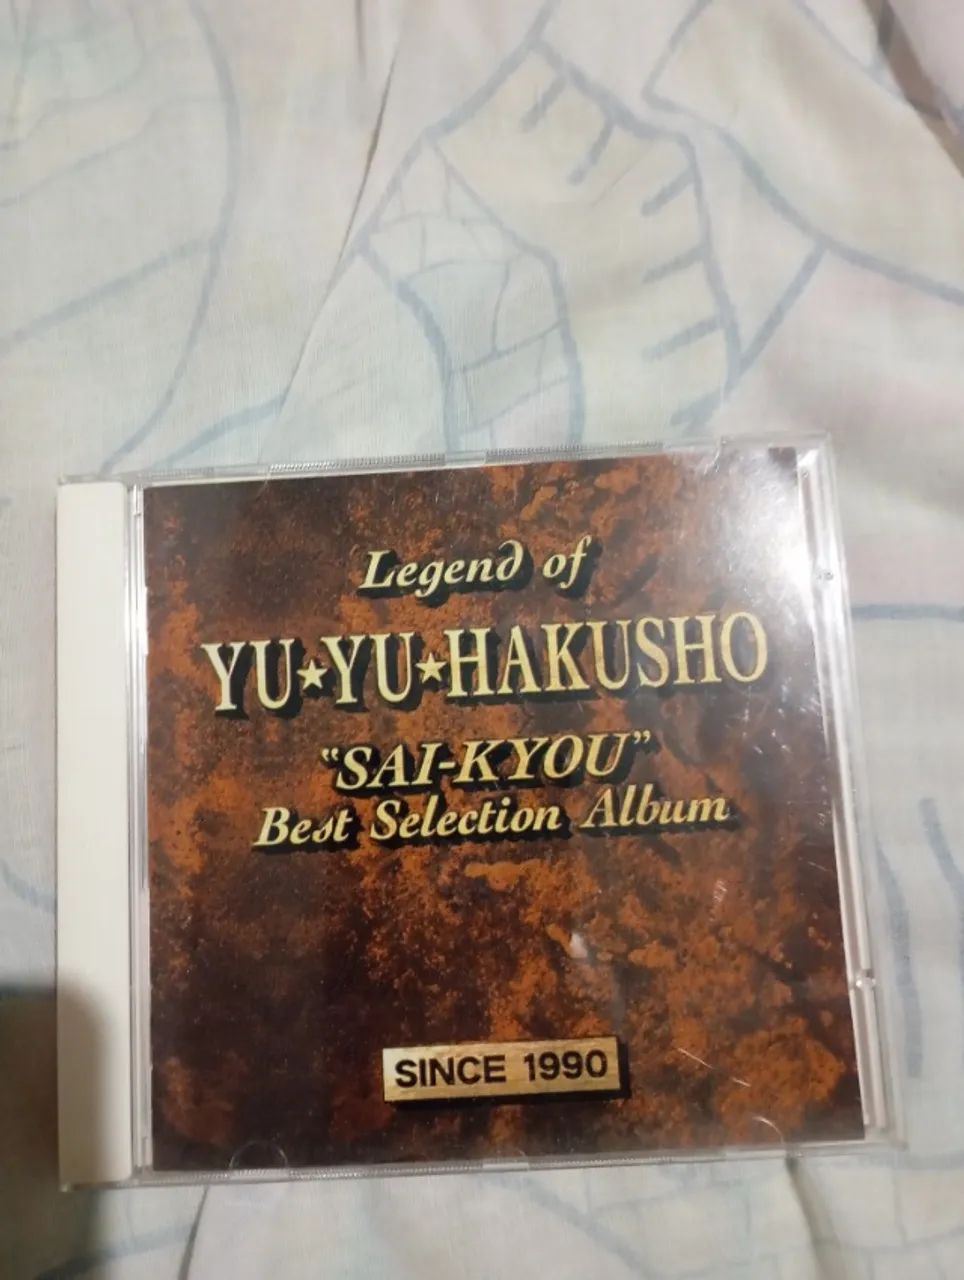 Legend of
YU★YU★HAKUSHO
"SAI-KYOU"
Best Selection Album
SINCE 1990